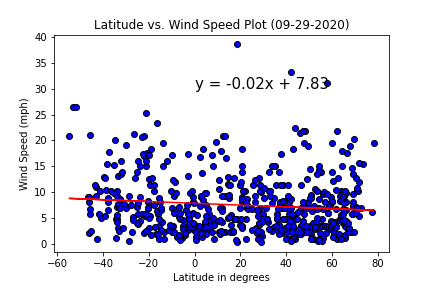 Latitude vs. Wind Speed Plot (09-29-2020)
40
35
30
25
20
15
10
5
0
Wind Speed (mph)
y = -0.02x + 7.83
−60 −40 −20 0 20 40 60 80
Latitude in degrees